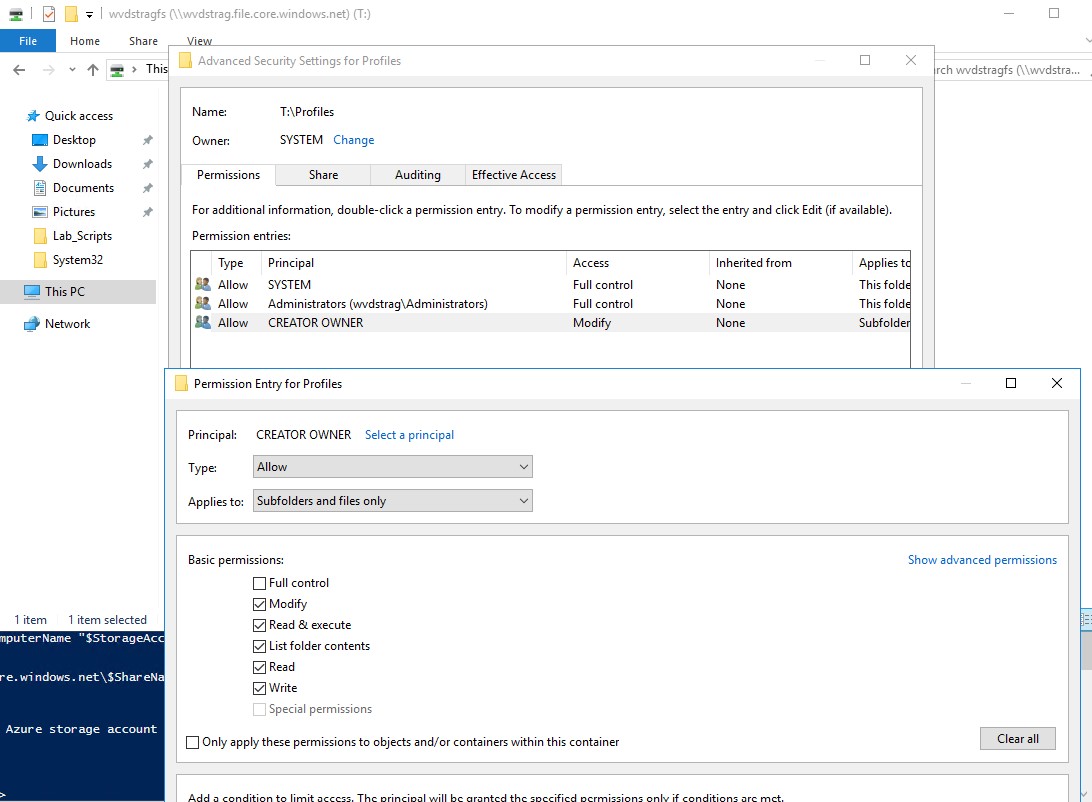 wvdstragfs (\\wvdstrag.file.core.windows.net) (T:)
File Home Share View
This
rch wvdstragfs (\\wvdstra...
Advanced Security Settings for Profiles
Quick access
Desktop
Downloads
Documents
Pictures
Lab_Scripts
System32
This PC
Network
Name: T:\Profiles
Owner: SYSTEM Change
Permissions Share Auditing Effective Access
For additional information, double-click a permission entry. To modify a permission entry, select the entry and click Edit (if available).
Permission entries:
Type Principal Access Inherited from Applies to
Allow SYSTEM Full control None This folde
Allow Administrators (wvdstrag\Administrators) Full control None This folde
Allow CREATOR OWNER Modify None Subfolder
Permission Entry for Profiles
Principal: CREATOR OWNER Select a principal
Type: Allow
Applies to: Subfolders and files only
Basic permissions: Show advanced permissions
Full control
Modify
Read & execute
List folder contents
Read
Write
Special permissions
Only apply these permissions to objects and/or containers within this container
Clear all
Add a condition to limit access. The principal will be granted the specified permissions only if conditions are met.
1 item 1 item selected
mputerName "$StorageAcc
re.windows.net\$ShareNa
Azure storage account
>